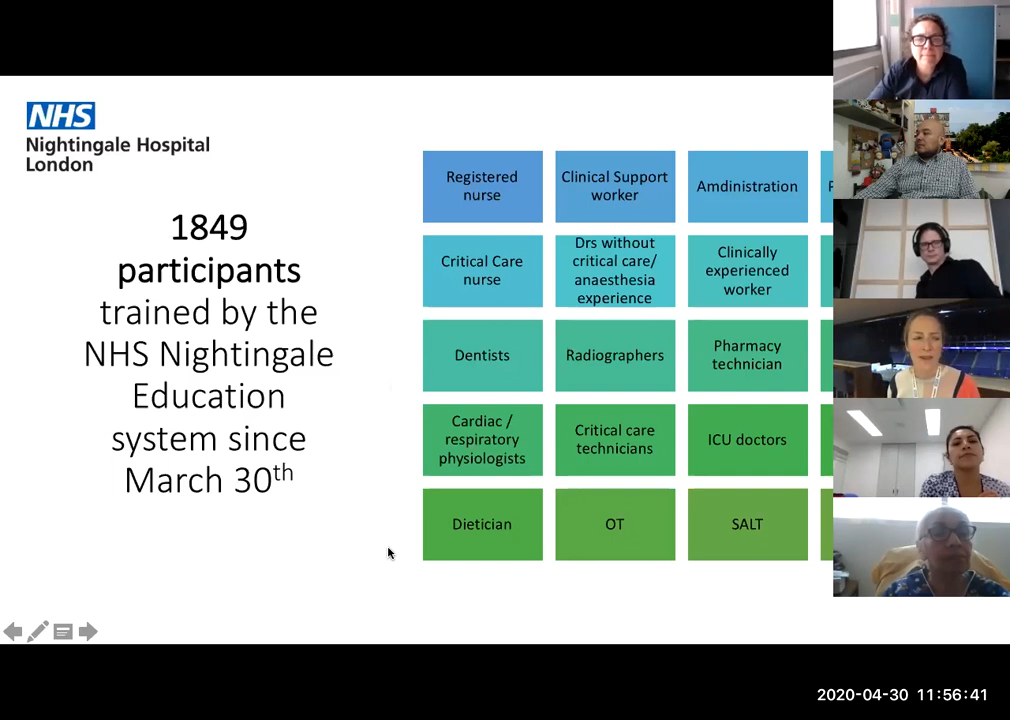 NHS
Nightingale Hospital
London
1849
participants
trained by the
NHS Nightingale
Education
system since
March 30th
Registered
nurse
Clinical Support
worker
Amdinistration
Critical Care
nurse
Drs without
critical care/
anaesthesia
experience
Clinically
experienced
worker
Dentists
Radiographers
Pharmacy
technician
Cardiac /
respiratory
physiologists
Critical care
technicians
ICU doctors
Dietician
OT
SALT
2020-04-30 11:56:41